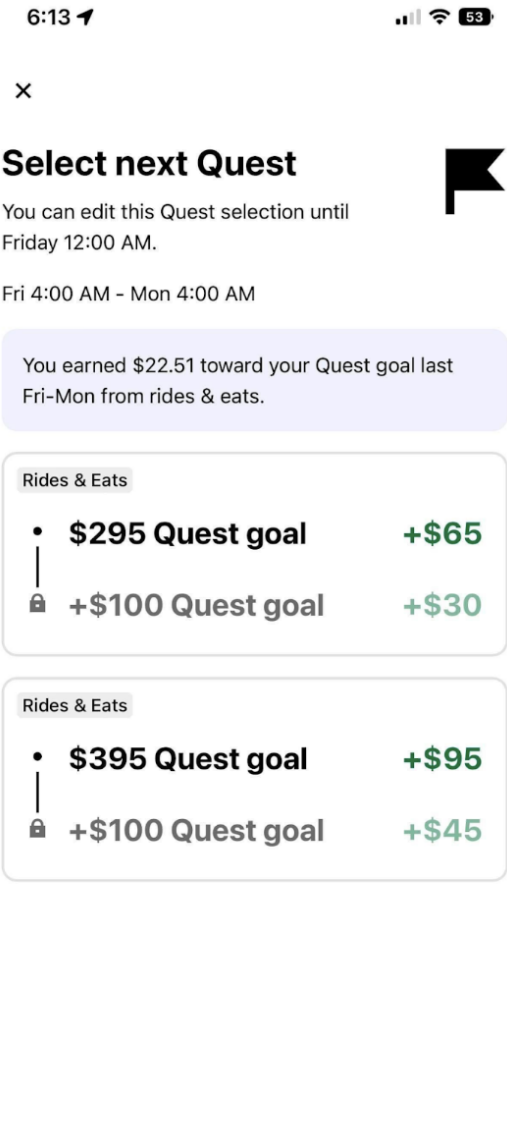 6:13
53
Select next Quest
You can edit this Quest selection until
Friday 12:00 AM.
Fri 4:00 AM - Mon 4:00 AM
You earned $22.51 toward your Quest goal last
Fri-Mon from rides & eats.
Rides & Eats
$295 Quest goal +$65
+$100 Quest goal +$30
Rides & Eats
$395 Quest goal +$95
+$100 Quest goal +$45